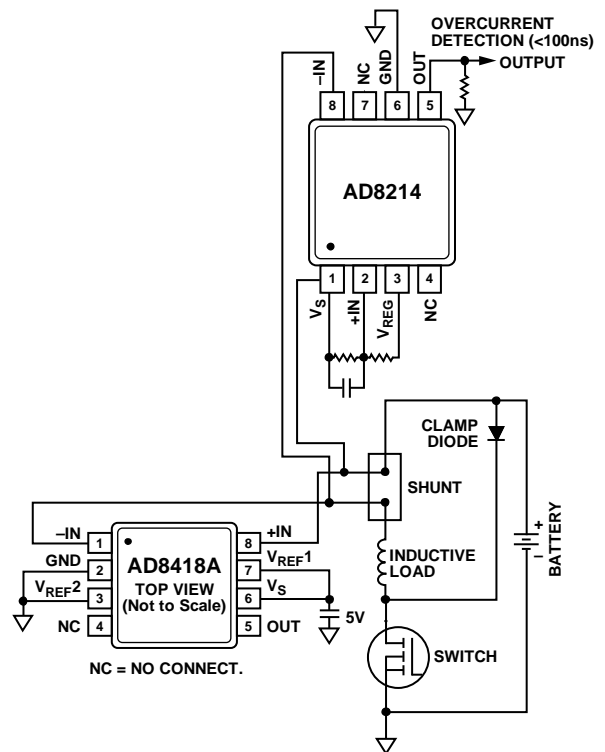 OVERCURRENT
DETECTION (<100ns)
OUTPUT
–IN
NC
GND
OUT
8
7
6
5
AD8214
1
2
3
4
VS
+IN
VREG
NC
CLAMP
DIODE
SHUNT
+
–
BATTERY
INDUCTIVE
LOAD
SWITCH
–IN
1
GND
2
VREF2
3
NC
4
AD8418A
TOP VIEW
(Not to Scale)
8
+IN
7
VREF1
6
VS
5
OUT
5V
NC = NO CONNECT.